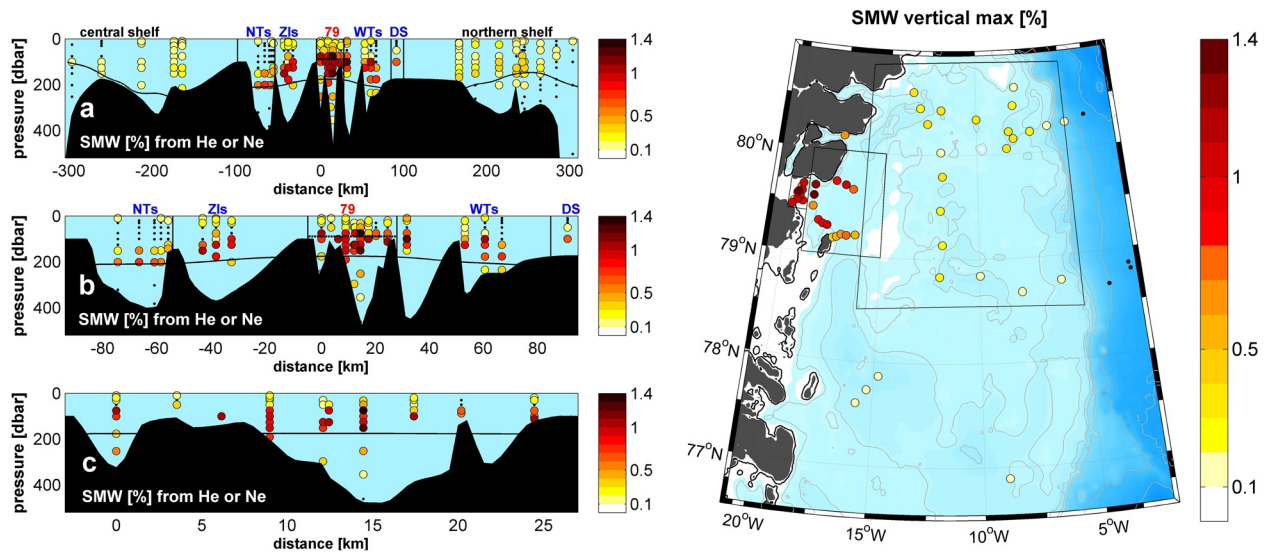 central shelf NTs ZIs 79 WTs DS northern shelf
0
200
400
pressure [dbar]
a
SMW [%] from He or Ne
-300 -200 -100 0 100 200 300
distance [km]
1.4
1
0.5
0.1
NTs ZIs 79 WTs DS
0
200
400
pressure [dbar]
b
SMW [%] from He or Ne
-80 -60 -40 -20 0 20 40 60 80
distance [km]
1.4
1
0.5
0.1
0
200
400
pressure [dbar]
c
SMW [%] from He or Ne
0 5 10 15 20 25
distance [km]
1.4
1
0.5
0.1
SMW vertical max [%]
80°N
79°N
78°N
77°N
20°W 15°W 10°W 5°W
1.4
1
0.5
0.1